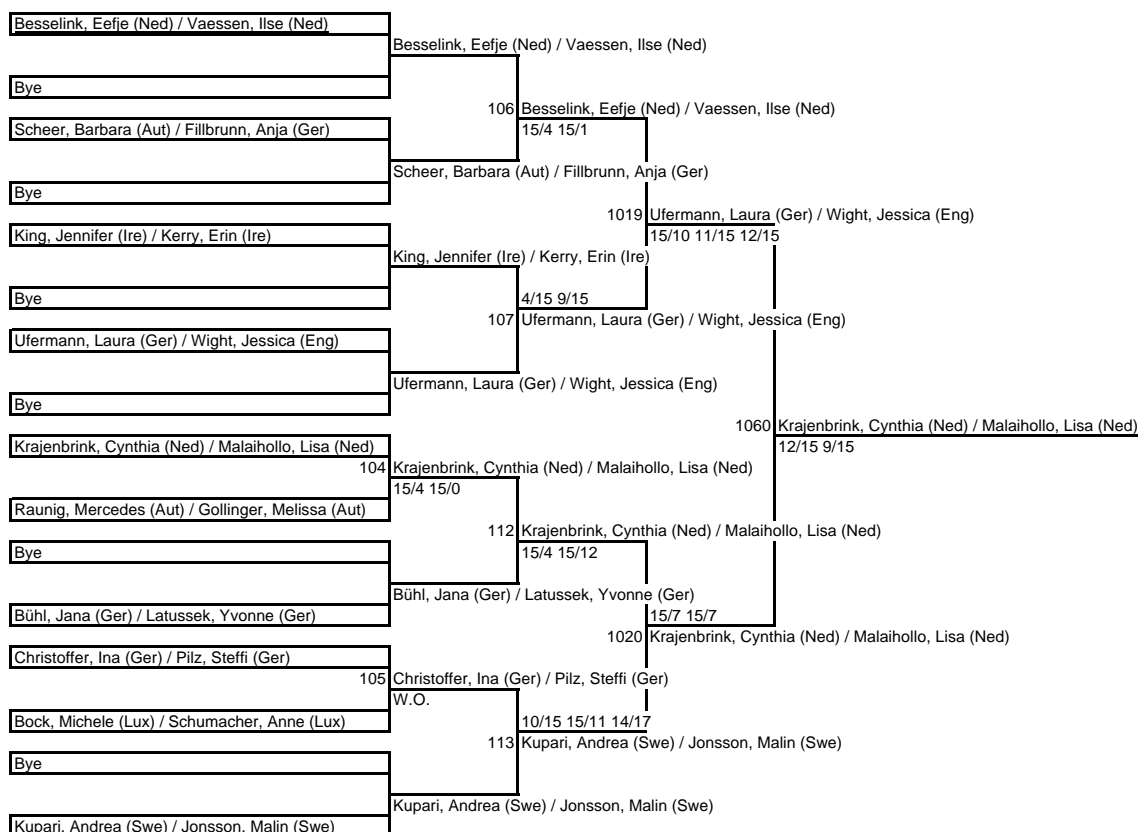 Besselink, Eefje (Ned) / Vaessen, Ilse (Ned)
Besselink, Eefje (Ned) / Vaessen, Ilse (Ned)
Bye
106 Besselink, Eefje (Ned) / Vaessen, Ilse (Ned)
Scheer, Barbara (Aut) / Fillbrunn, Anja (Ger)
15/4 15/1
Scheer, Barbara (Aut) / Fillbrunn, Anja (Ger)
Bye
1019 Ufermann, Laura (Ger) / Wight, Jessica (Eng)
King, Jennifer (Ire) / Kerry, Erin (Ire)
15/10 11/15 12/15
King, Jennifer (Ire) / Kerry, Erin (Ire)
Bye
4/15 9/15
107 Ufermann, Laura (Ger) / Wight, Jessica (Eng)
Ufermann, Laura (Ger) / Wight, Jessica (Eng)
Ufermann, Laura (Ger) / Wight, Jessica (Eng)
Bye
1060 Krajenbrink, Cynthia (Ned) / Malaihollo, Lisa (Ned)
Krajenbrink, Cynthia (Ned) / Malaihollo, Lisa (Ned)
12/15 9/15
104 Krajenbrink, Cynthia (Ned) / Malaihollo, Lisa (Ned)
15/4 15/0
Raunig, Mercedes (Aut) / Gollinger, Melissa (Aut)
112 Krajenbrink, Cynthia (Ned) / Malaihollo, Lisa (Ned)
Bye
15/4 15/12
Bühl, Jana (Ger) / Latussek, Yvonne (Ger)
Bühl, Jana (Ger) / Latussek, Yvonne (Ger)
15/7 15/7
1020 Krajenbrink, Cynthia (Ned) / Malaihollo, Lisa (Ned)
Christoffer, Ina (Ger) / Pilz, Steffi (Ger)
105 Christoffer, Ina (Ger) / Pilz, Steffi (Ger)
W.O.
Bock, Michele (Lux) / Schumacher, Anne (Lux)
10/15 15/11 14/17
113 Kupari, Andrea (Swe) / Jonsson, Malin (Swe)
Bye
Kupari, Andrea (Swe) / Jonsson, Malin (Swe)
Kupari, Andrea (Swe) / Jonsson, Malin (Swe)